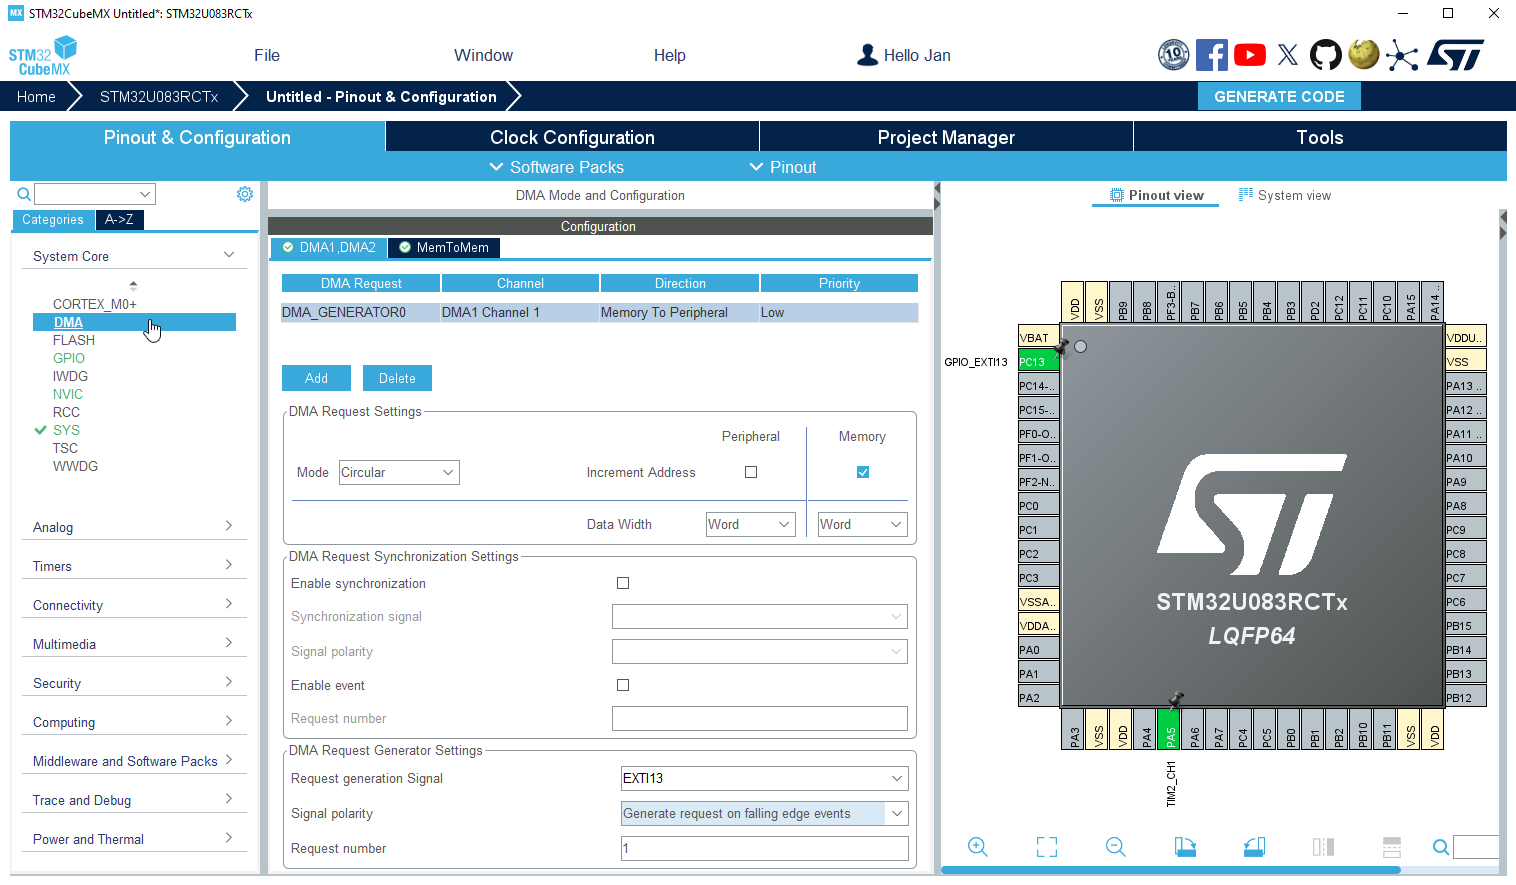 MX STM32CubeMX Untitled*: STM32U083RCTx
STM32 CubeMX
File
Window
Help
Hello Jan
10
Home
STM32U083RCTx
Untitled - Pinout & Configuration
GENERATE CODE
Pinout & Configuration
Clock Configuration
Project Manager
Tools
Software Packs
Pinout
Categories
A->Z
System Core
CORTEX_M0+
DMA
FLASH
GPIO
IWDG
NVIC
RCC
SYS
TSC
WWDG
Analog
Timers
Connectivity
Multimedia
Security
Computing
Middleware and Software Packs
Trace and Debug
Power and Thermal
DMA Mode and Configuration
Configuration
DMA1,DMA2
MemToMem
DMA Request Channel Direction Priority
DMA_GENERATOR0 DMA1 Channel 1 Memory To Peripheral Low
Add
Delete
DMA Request Settings
Peripheral Memory
Mode Circular Increment Address
Data Width Word Word
DMA Request Synchronization Settings
Enable synchronization
Synchronization signal
Signal polarity
Enable event
Request number
DMA Request Generator Settings
Request generation Signal EXTI13
Signal polarity Generate request on falling edge events
Request number 1
Pinout view
System view
VDD
VSS
PB9
PB8
PF3-B..
PB7
PB6
PB5
PB4
PB3
PD2
PC12
PC11
PC10
PA15
PA14 ..
VBAT
GPIO_EXTI13 PC13
PC14-..
PC15-..
PF0-O..
PF1-O..
PF2-N..
PC0
PC1
PC2
PC3
VSSA..
VDDA..
PA0
PA1
PA2
STM32U083RCTx
LQFP64
VDDU..
VSS
PA13 ..
PA12 ..
PA11 ..
PA10
PA9
PA8
PC9
PC8
PC7
PC6
PB15
PB14
PB13
PB12
PA3
VSS
VDD
PA4
PA5
PA6
PA7
PC4
PC5
PB0
PB1
PB2
PB10
PB11
VSS
VDD
TIM2_CH1